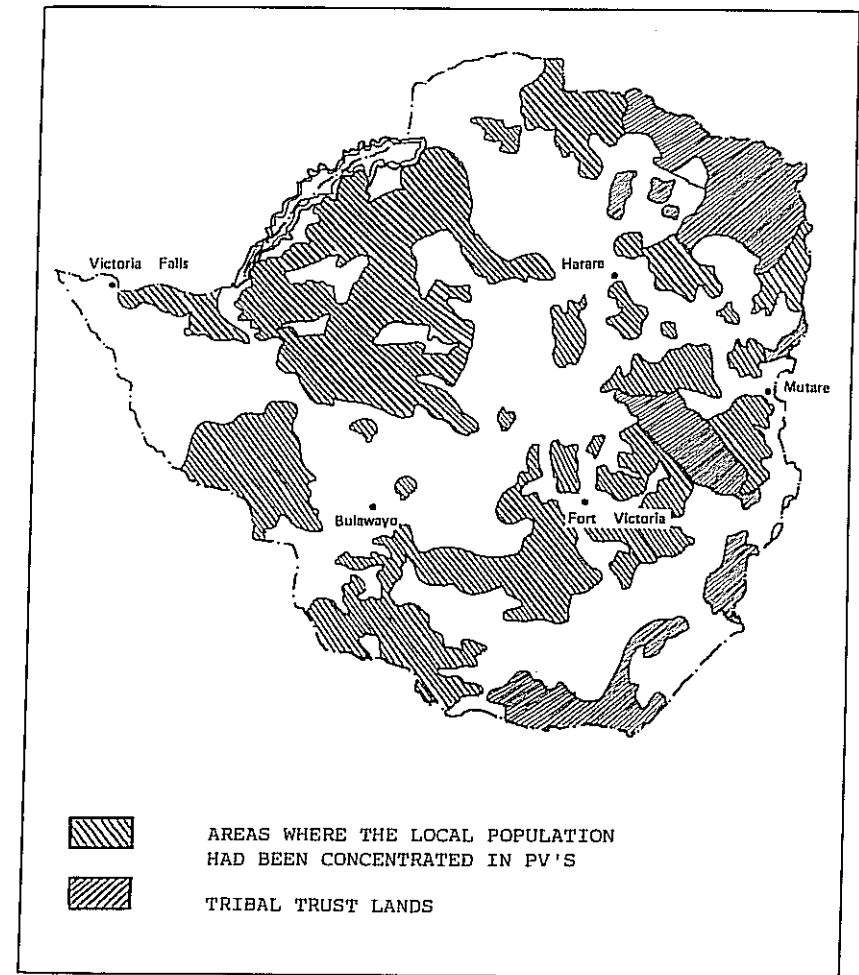 Victoria Falls
Harare
Mutare
Bulawayo
Fort Victoria
AREAS WHERE THE LOCAL POPULATION
HAD BEEN CONCENTRATED IN PV'S
TRIBAL TRUST LANDS